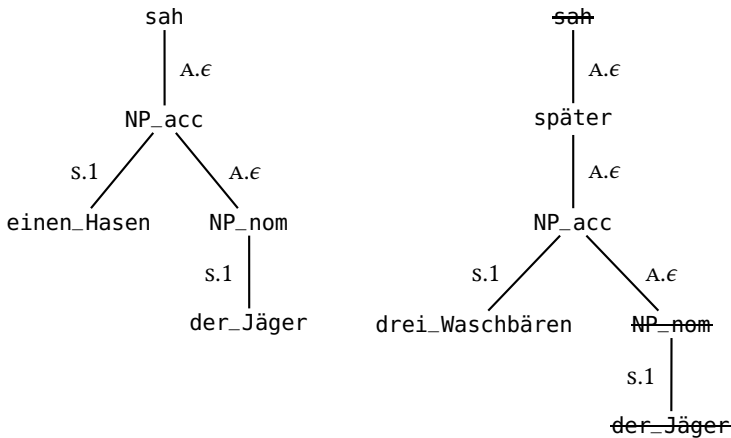 sah
A.ϵ
NP_acc
S.1
A.ϵ
einen_Hasen
NP_nom
S.1
der_Jäger
sah
A.ϵ
später
A.ϵ
NP_acc
S.1
A.ϵ
drei_Waschbären
NP_nom
S.1
der_Jäger